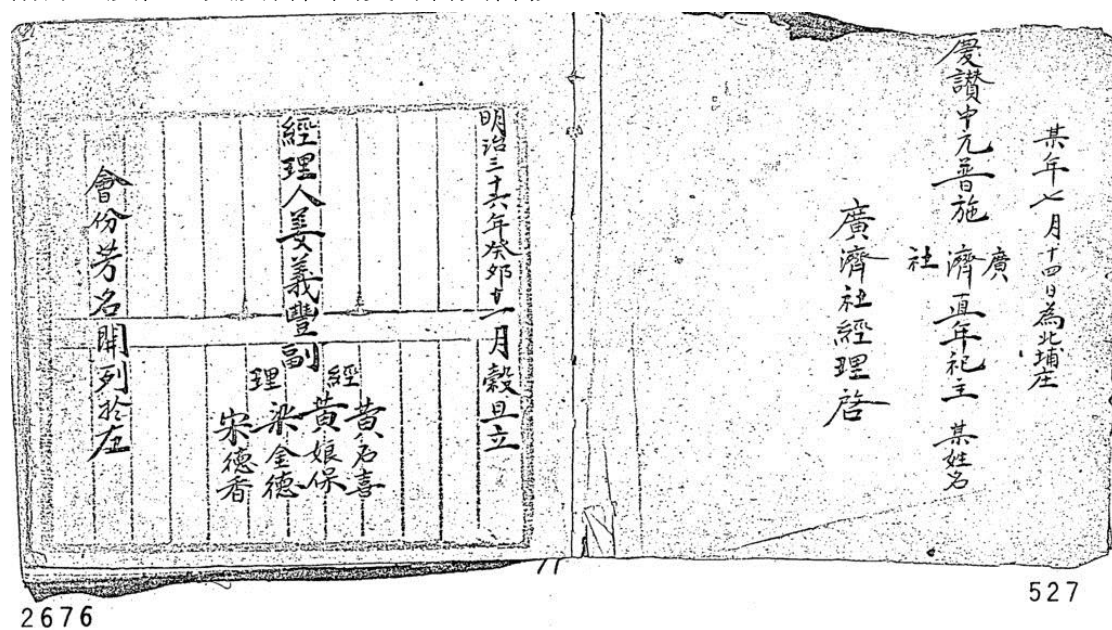 某年七月十四日為北埔庄
慶讃中元普施
廣
濟直年祀主 某姓名
社
廣濟社經理啓
明治三十六年癸卯十一月穀旦立
經理人姜義豐副
經
理
黃石喜
黃娘保
梁金德
宋德香
會份芳名開列於左
2676
527